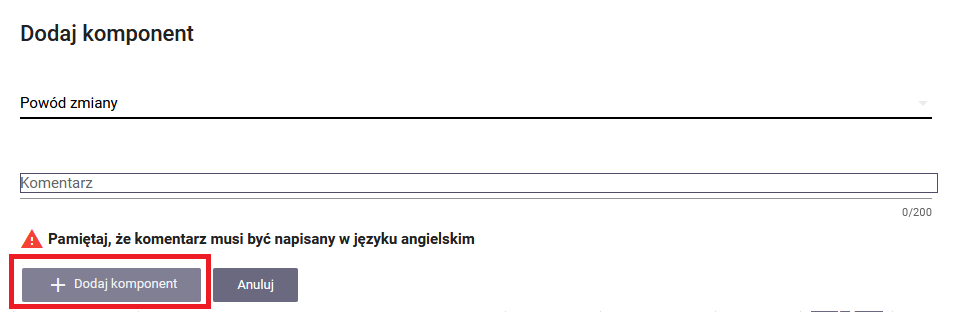 Dodaj komponent
Powód zmiany
Komentarz
0/200
Pamiętaj, że komentarz musi być napisany w języku angielskim
Dodaj komponent
Anuluj